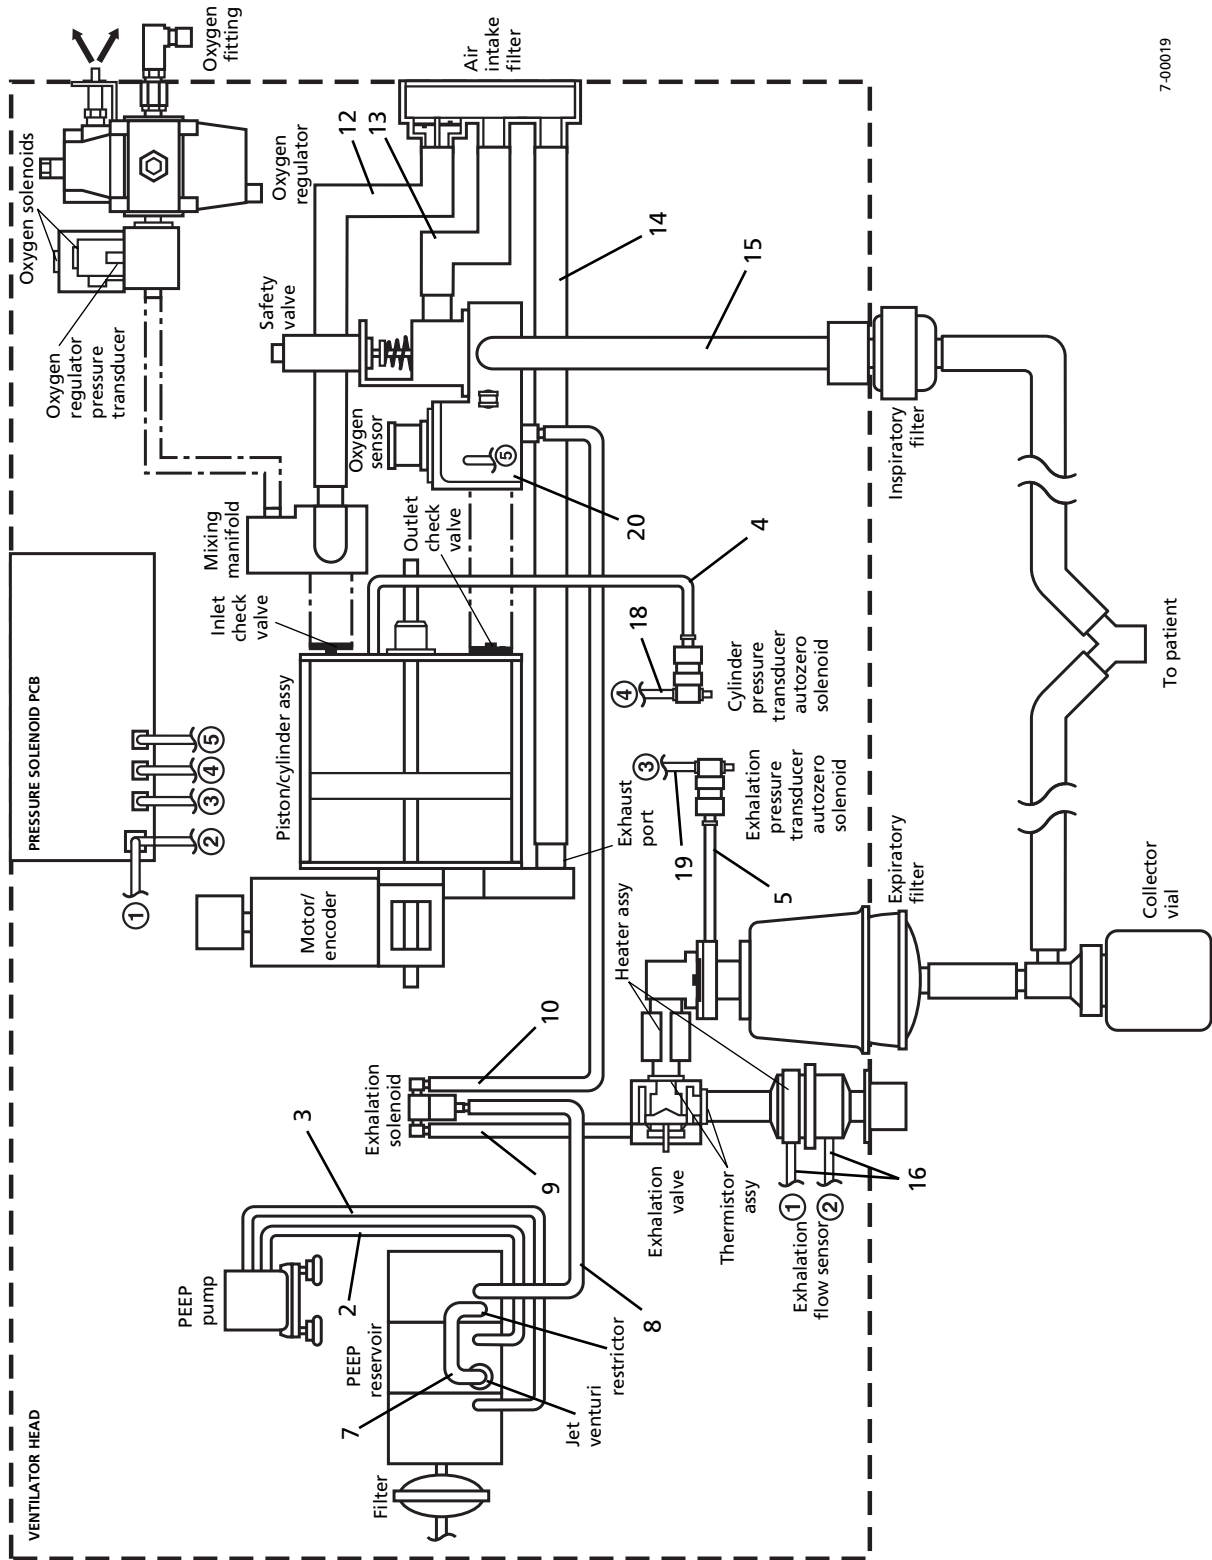 VENTILATOR HEAD
PRESSURE SOLENOID PCB
1
2
3
4
5
Filter
PEEP
reservoir
PEEP
pump
7
Jet
venturi
restrictor
2
3
8
Exhalation
solenoid
9
10
Motor/
encoder
Piston/cylinder assy
Inlet
check
valve
Mixing
manifold
Outlet
check
valve
Exhaust
port
Oxygen
regulator
pressure
transducer
Oxygen solenoids
Oxygen
fitting
Oxygen
regulator
Safety
valve
Oxygen
sensor
5
12
13
Air
intake
filter
14
15
20
4
18
4
Cylinder
pressure
transducer
autozero
solenoid
3
19
Exhalation
pressure
transducer
autozero
solenoid
5
Heater assy
Exhalation
valve
Thermistor
assy
1
2
Exhalation
flow sensor
16
Expiratory
filter
Inspiratory
filter
Collector
vial
To patient
7-00019